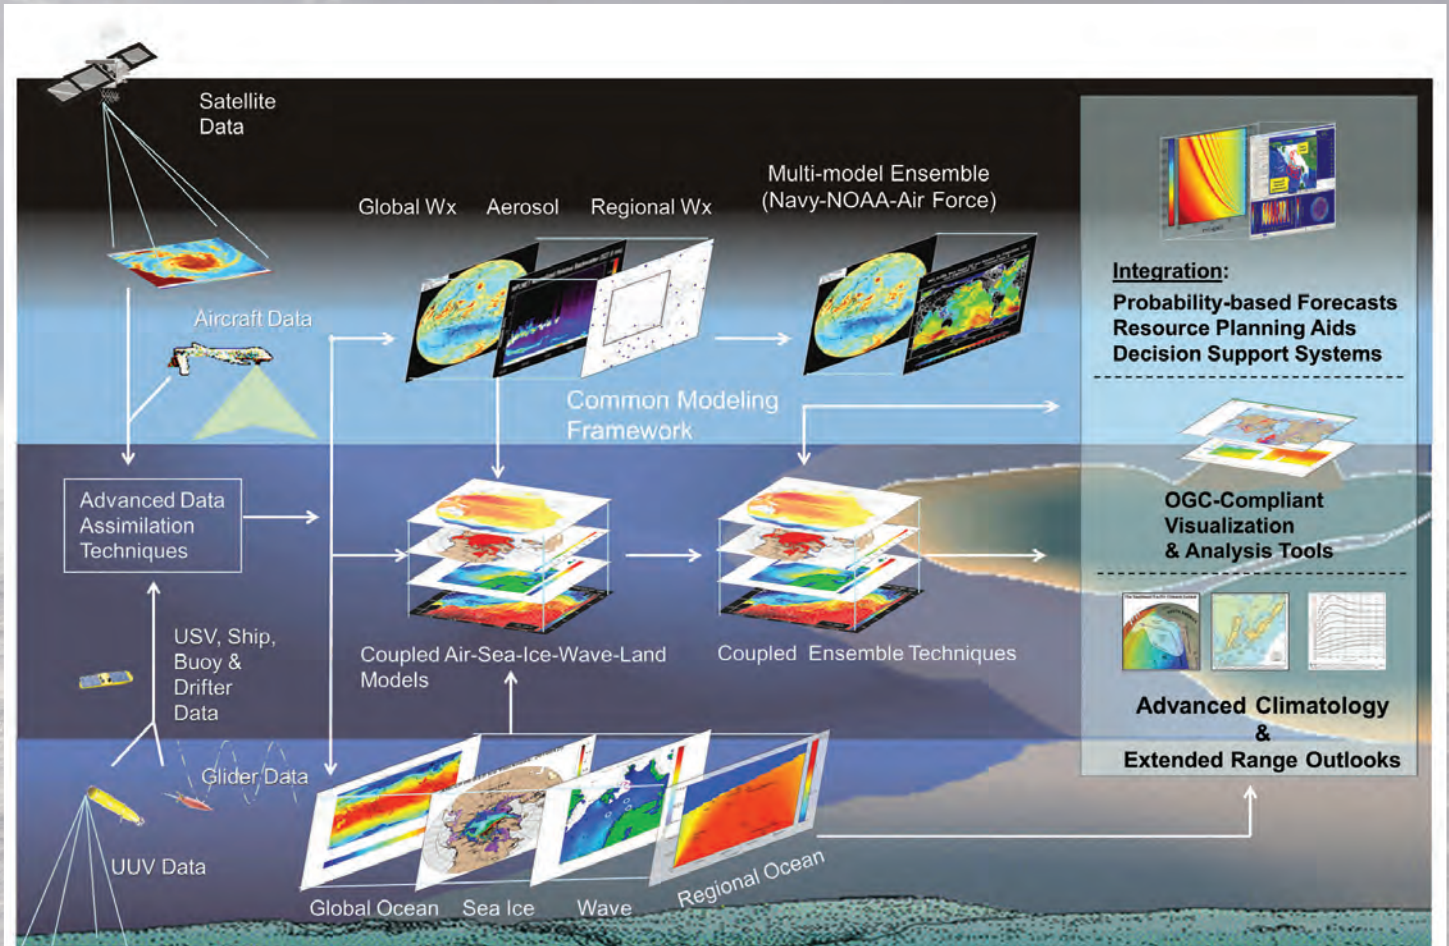 Satellite
Data
Global Wx
Aerosol
Regional Wx
Multi-model Ensemble
(Navy-NOAA-Air Force)
Aircraft Data
Common Modeling
Framework
Advanced Data
Assimilation
Techniques
USV, Ship,
Buoy &
Drifter
Data
Coupled Air-Sea-Ice-Wave-Land
Models
Coupled Ensemble Techniques
Glider Data
UUV Data
Global Ocean
Sea Ice
Wave
Regional Ocean
Integration:
Probability-based Forecasts
Resource Planning Aids
Decision Support Systems
OGC-Compliant
Visualization
& Analysis Tools
Advanced Climatology
&
Extended Range Outlooks